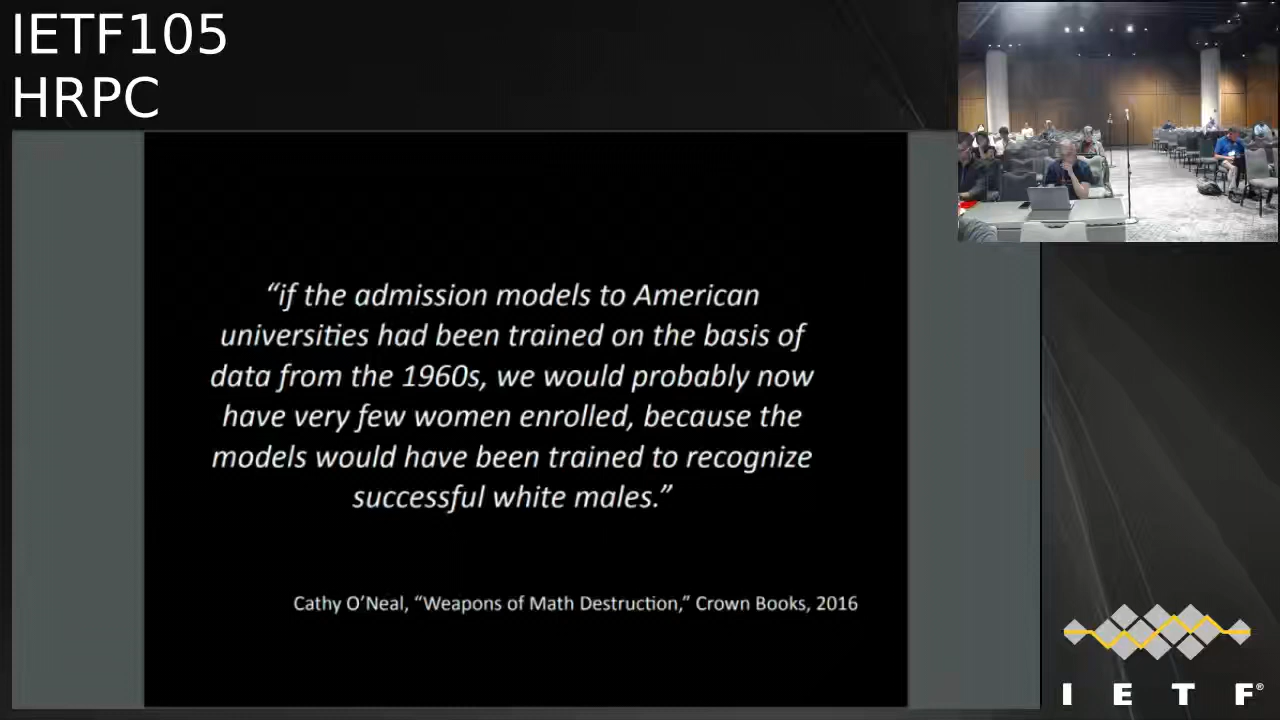 IETF105
HRPC
“if the admission models to American
universities had been trained on the basis of
data from the 1960s, we would probably now
have very few women enrolled, because the
models would have been trained to recognize
successful white males.”
Cathy O’Neal, “Weapons of Math Destruction,” Crown Books, 2016
I E T F®